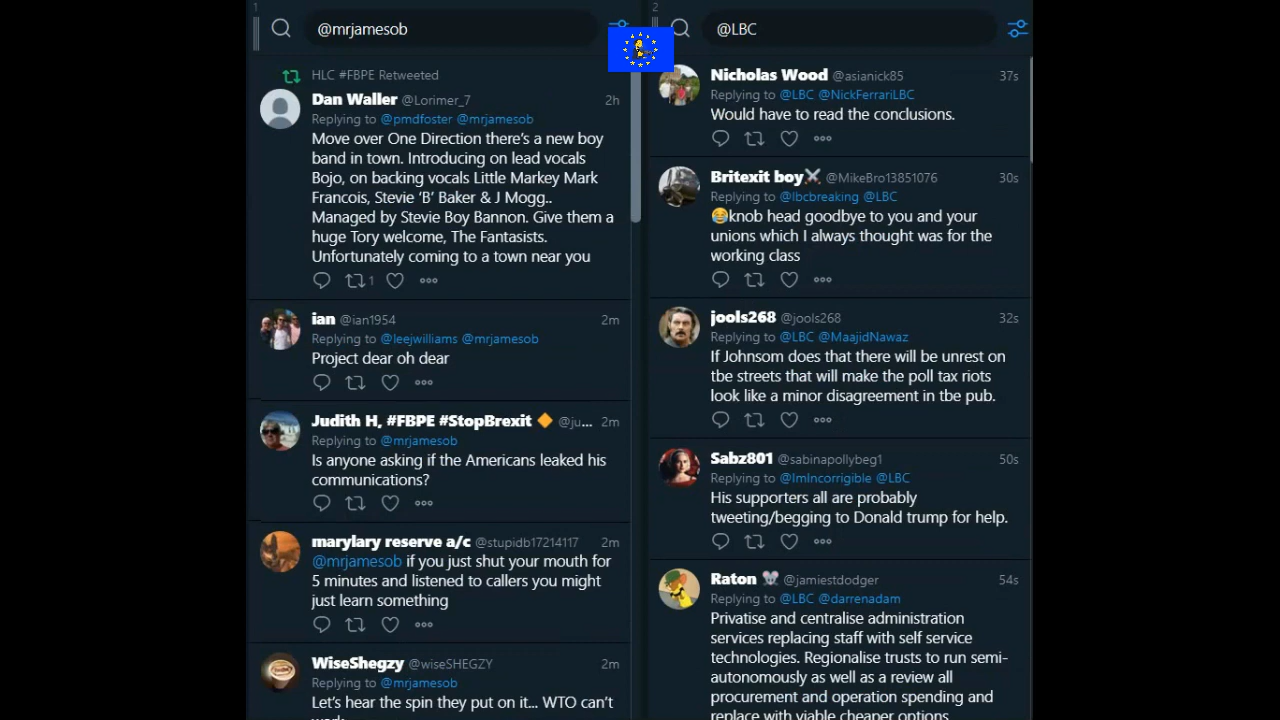 1
@mrjamesob
HLC #FBPE Retweeted
Dan Waller @Lorimer_7 2h
Replying to @pmdfoster @mrjamesob
Move over One Direction there's a new boy
band in town. Introducing on lead vocals
Bojo, on backing vocals Little Markey Mark
Francois, Stevie 'B' Baker & J Mogg..
Managed by Stevie Boy Bannon. Give them a
huge Tory welcome, The Fantasists.
Unfortunately coming to a town near you
1
ian @ian1954 2m
Replying to @leejwilliams @mrjamesob
Project dear oh dear
Judith H, #FBPE #StopBrexit 🔶 @ju... 2m
Replying to @mrjamesob
Is anyone asking if the Americans leaked his
communications?
marylary reserve a/c @stupidb17214117 2m
@mrjamesob if you just shut your mouth for
5 minutes and listened to callers you might
just learn something
WiseShegzy @wiseSHEGZY 2m
Replying to @mrjamesob
Let's hear the spin they put on it... WTO can't
work
2
@LBC
Nicholas Wood @asianick85 37s
Replying to @LBC @NickFerrariLBC
Would have to read the conclusions.
Britexit boy⚔ @MikeBro13851076 30s
Replying to @lbcbreaking @LBC
😂knob head goodbye to you and your
unions which I always thought was for the
working class
jools268 @jools268 32s
Replying to @LBC @MaajidNawaz
If Johnsom does that there will be unrest on
tbe streets that will make the poll tax riots
look like a minor disagreement in tbe pub.
Sabz801 @sabinapollybeg1 50s
Replying to @ImIncorrigible @LBC
His supporters all are probably
tweeting/begging to Donald trump for help.
Raton 🐭 @jamiestdodger 54s
Replying to @LBC @darrenadam
Privatise and centralise administration
services replacing staff with self service
technologies. Regionalise trusts to run semi-
autonomously as well as a review all
procurement and operation spending and
replace with viable cheaper options